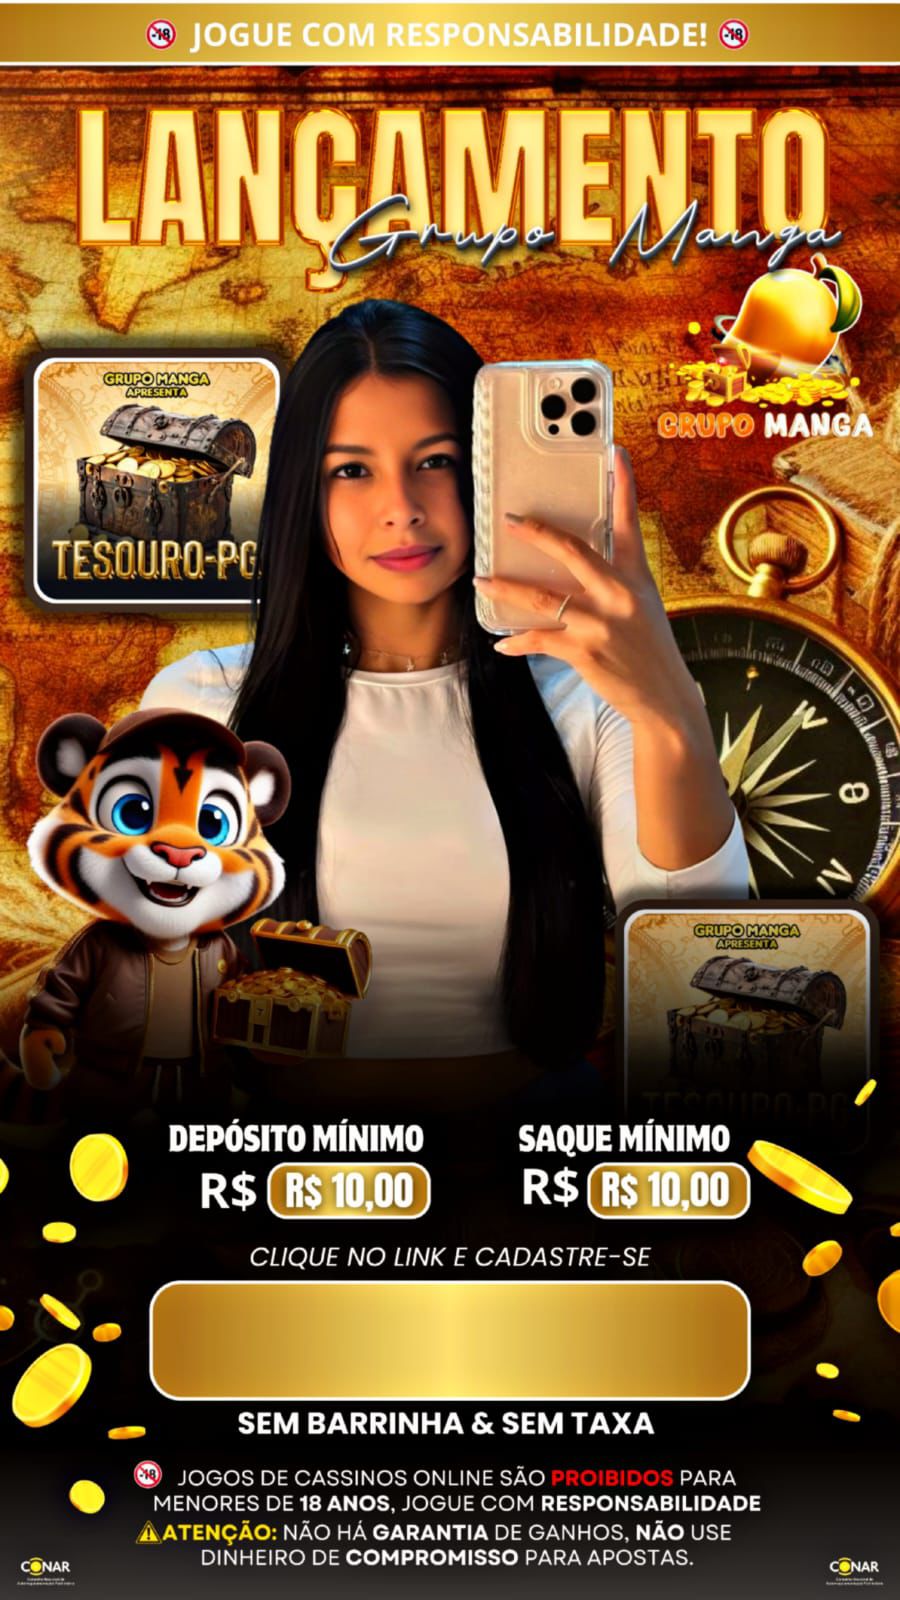 JOGUE COM RESPONSABILIDADE!
LANÇAMENTO
Grupo Manga
GRUPO MANGA
APRESENTA
TESOURO-PG
GRUPO MANGA
GRUPO MANGA
APRESENTA
TESOURO-PG
DEPÓSITO MÍNIMO
R$ R$ 10,00
SAQUE MÍNIMO
R$ R$ 10,00
CLIQUE NO LINK E CADASTRE-SE
SEM BARRINHA & SEM TAXA
-18 JOGOS DE CASSINOS ONLINE SÃO PROIBIDOS PARA
MENORES DE 18 ANOS, JOGUE COM RESPONSABILIDADE
ATENÇÃO: NÃO HÁ GARANTIA DE GANHOS, NÃO USE
DINHEIRO DE COMPROMISSO PARA APOSTAS.
CONAR
CONAR